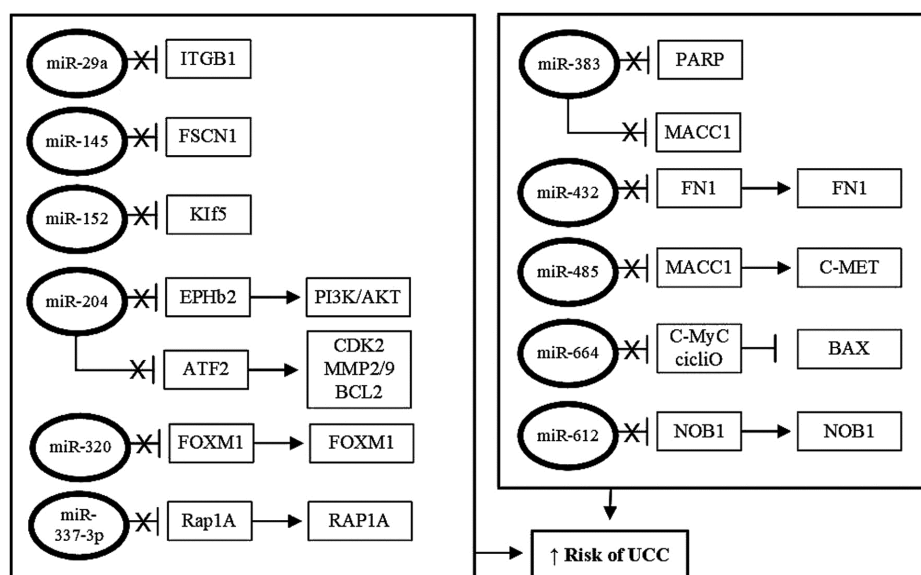 miR-29a
ITGB1
miR-145
FSCN1
miR-152
KIf5
miR-204
EPHb2
PI3K/AKT
ATF2
CDK2
MMP2/9
BCL2
miR-320
FOXM1
FOXM1
miR-
337-3p
Rap1A
RAP1A
miR-383
PARP
MACC1
miR-432
FN1
FN1
miR-485
MACC1
C-MET
miR-664
C-MyC
cicliO
BAX
miR-612
NOB1
NOB1
↑ Risk of UCC